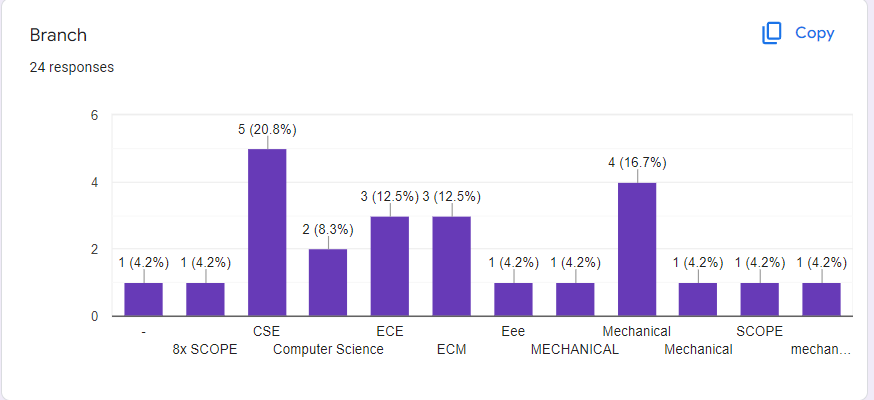 Branch
Copy
24 responses
6
4
2
0
1 (4.2%)
1 (4.2%)
5 (20.8%)
2 (8.3%)
3 (12.5%)
3 (12.5%)
1 (4.2%)
1 (4.2%)
4 (16.7%)
1 (4.2%)
1 (4.2%)
1 (4.2%)
-
8x SCOPE
CSE
Computer Science
ECE
ECM
Eee
MECHANICAL
Mechanical
Mechanical
SCOPE
mechan…